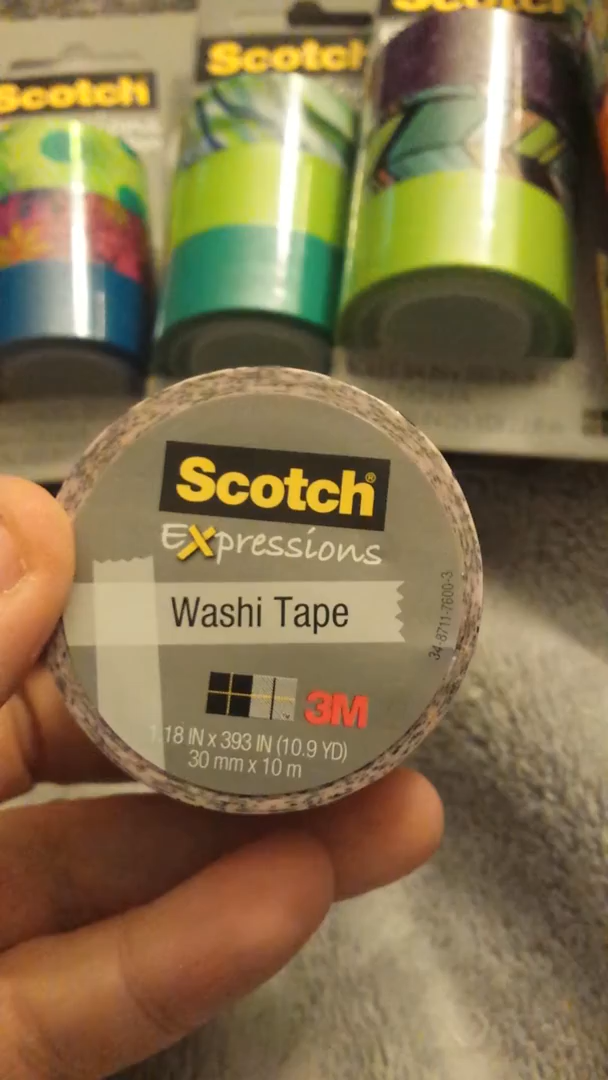 Scotch
Scotch
Scotch
Scotch®
Expressions
Washi Tape
34-8711-7600-3
3M
1.18 IN x 393 IN (10.9 YD)
30 mm x 10 m